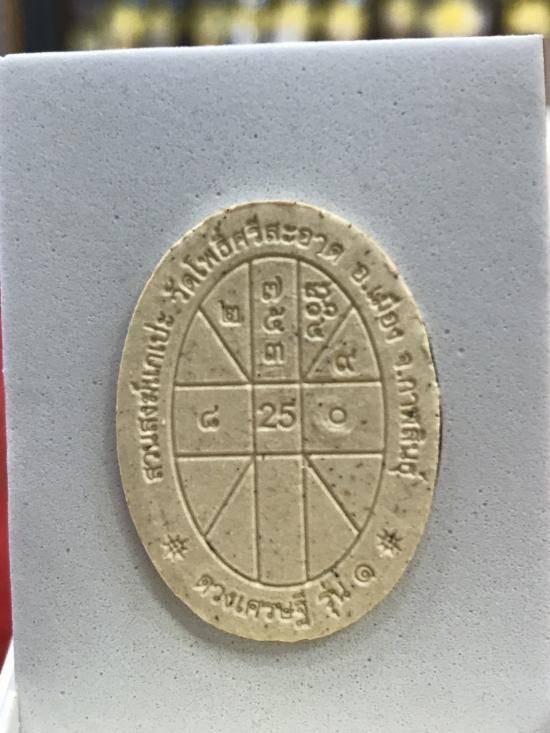 สวนสงฆ์แกเปะ วัดโพธิ์ศรีสะอาด อ.เมือง จ.กาฬสินธุ์
๒
๗
๕
๓
๙
๘ 25 ๐
ดวงเศรษฐี รุ่น ๑